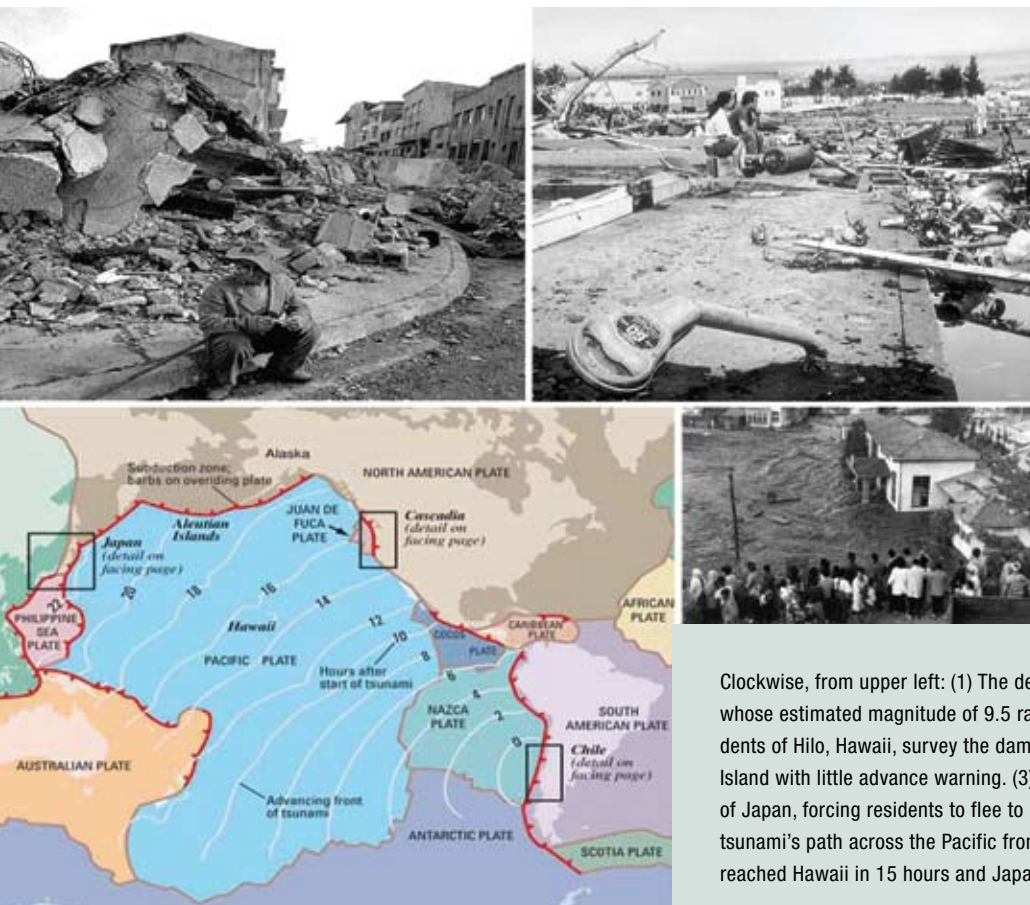 Alaska
Subduction zone;
barbs on overiding plate
NORTH AMERICAN PLATE
JUAN DE
FUCA
PLATE
Cascadia
(detail on
facing page)
Aleutian
Islands
Japan
(detail on
facing page)
22
20
18
16
14
12
10
8
6
4
2
0
PHILIPPINE
SEA
PLATE
Hawaii
PACIFIC PLATE
COCOS
PLATE
CARIBBEAN
PLATE
AFRICAN
PLATE
Hours after
start of tsunami
NAZCA
PLATE
SOUTH
AMERICAN PLATE
Chile
(detail on
facing page)
AUSTRALIAN PLATE
Advancing front
of tsunami
ANTARCTIC PLATE
SCOTIA PLATE
Clockwise, from upper left: (1) The de
whose estimated magnitude of 9.5 ra
dents of Hilo, Hawaii, survey the dam
Island with little advance warning. (3)
of Japan, forcing residents to flee to
tsunami's path across the Pacific fron
reached Hawaii in 15 hours and Japa